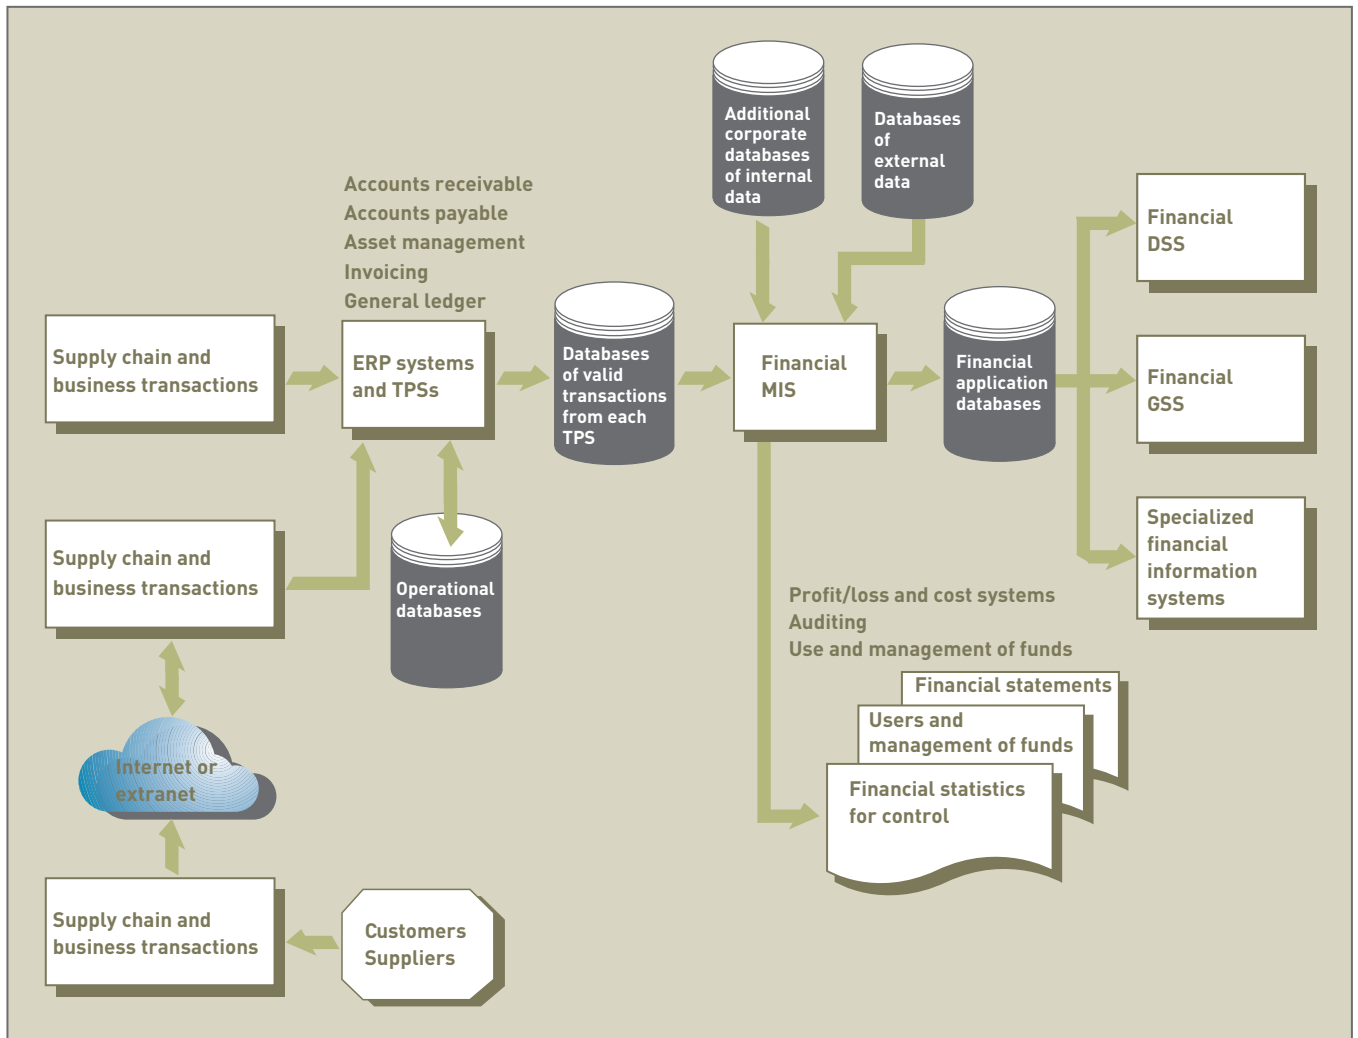 Additional
corporate
databases
of internal
data
Databases
of
external
data
Accounts receivable
Accounts payable
Asset management
Invoicing
General ledger
Financial
DSS
Supply chain and
business transactions
ERP systems
and TPSs
Databases
of valid
transactions
from each
TPS
Financial
MIS
Financial
application
databases
Financial
GSS
Supply chain and
business transactions
Operational
databases
Specialized
financial
information
systems
Profit/loss and cost systems
Auditing
Use and management of funds
Financial statements
Users and
management of funds
Financial statistics
for control
Internet or
extranet
Supply chain and
business transactions
Customers
Suppliers